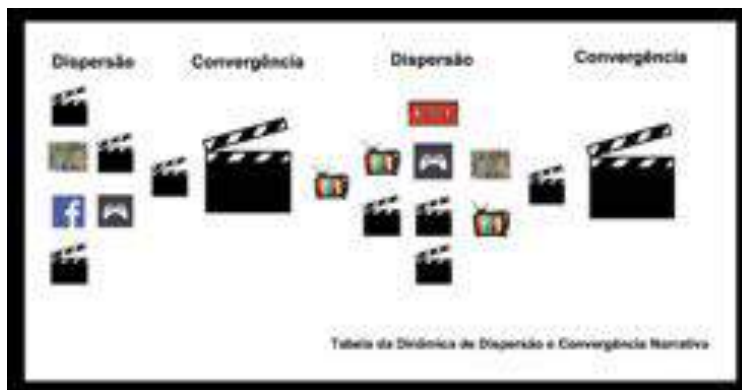 Dispersão
Convergência
Dispersão
Convergência
Tabela da Dinâmica de Dispersão e Convergência Narrativa